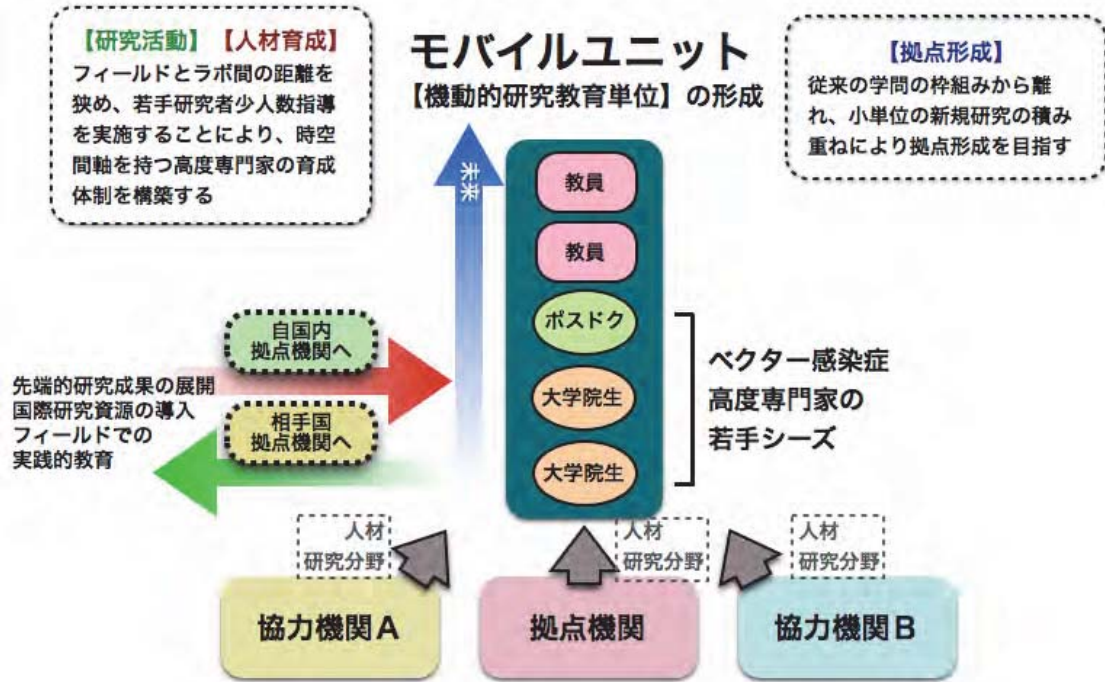 【研究活動】【人材育成】
フィールドとラボ間の距離を
狭め、若手研究者少人数指導
を実施することにより、時空
間軸を持つ高度専門家の育成
体制を構築する
モバイルユニット
【機動的研究教育単位】の形成
【拠点形成】
従来の学問の枠組みから離
れ、小単位の新規研究の積み
重ねにより拠点形成を目指す
未来
教員
教員
ポスドク
大学院生
大学院生
ベクター感染症
高度専門家の
若手シーズ
自国内
拠点機関へ
相手国
拠点機関へ
先端的研究成果の展開
国際研究資源の導入
フィールドでの
実践的教育
人材
研究分野
人材
研究分野
人材
研究分野
協力機関A
拠点機関
協力機関B